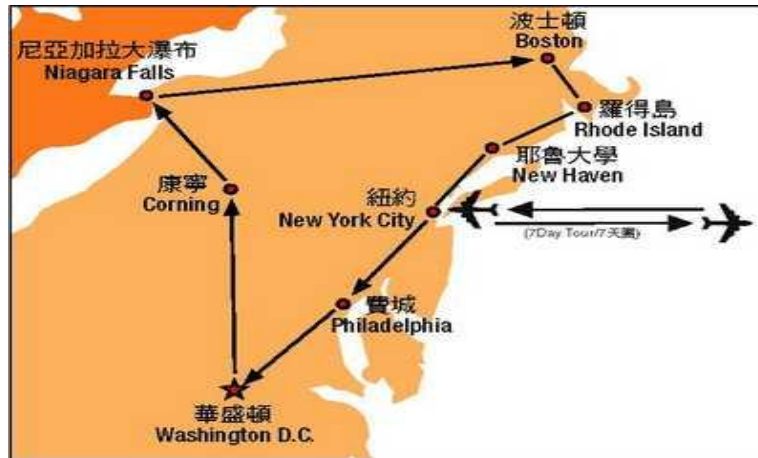 波士頓
Boston
尼亞加拉大瀑布
Niagara Falls
羅得島
Rhode Island
耶魯大學
New Haven
康寧
Corning
紐約
New York City
(7Day Tour/7天團)
費城
Philadelphia
華盛頓
Washington D.C.